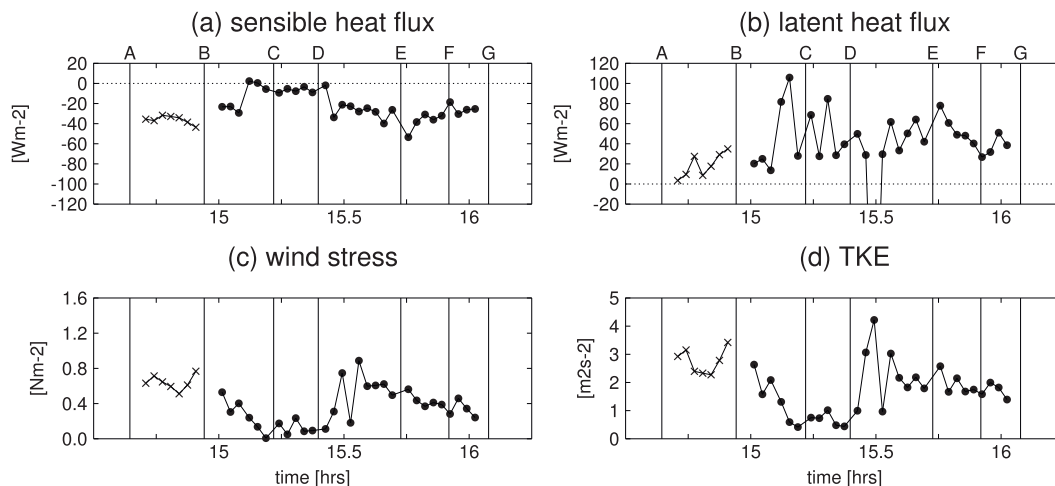 (a) sensible heat flux
(b) latent heat flux
A B C D E F G
A B C D E F G
20
0
-20
-40
-60
-80
-100
-120
[Wm-2]
15 15.5 16
120
100
80
60
40
20
0
-20
[Wm-2]
15 15.5 16
(c) wind stress
(d) TKE
1.6
1.2
0.8
0.4
0.0
[Nm-2]
15 15.5 16
time [hrs]
5
4
3
2
1
0
[m2s-2]
15 15.5 16
time [hrs]